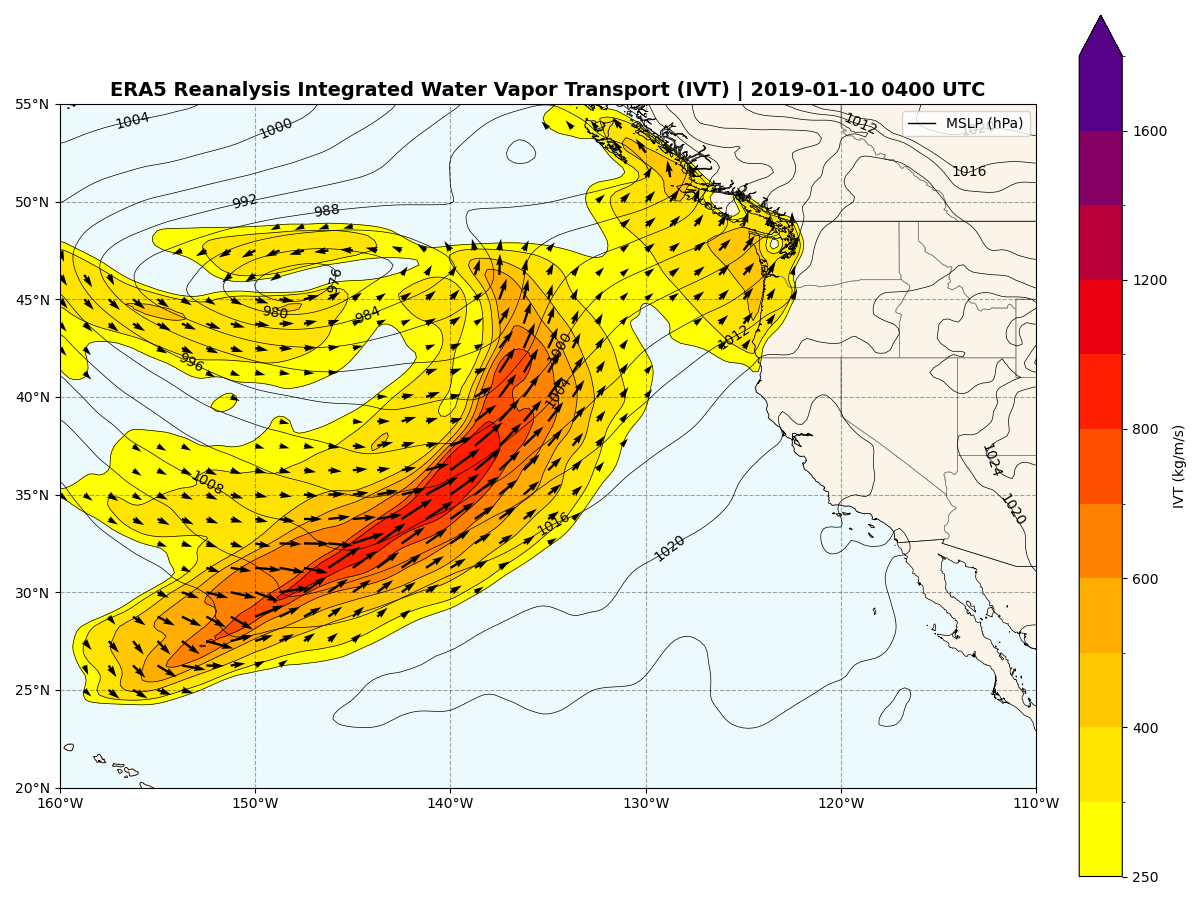 ERA5 Reanalysis Integrated Water Vapor Transport (IVT) | 2019-01-10 0400 UTC
MSLP (hPa)
55°N
50°N
45°N
40°N
35°N
30°N
25°N
20°N
160°W
150°W
140°W
130°W
120°W
110°W
1004
1000
992
988
976
980
984
996
1008
1000
1004
1016
1020
1012
1012
1016
1024
1020
1600
1200
800
600
400
250
IVT (kg/m/s)